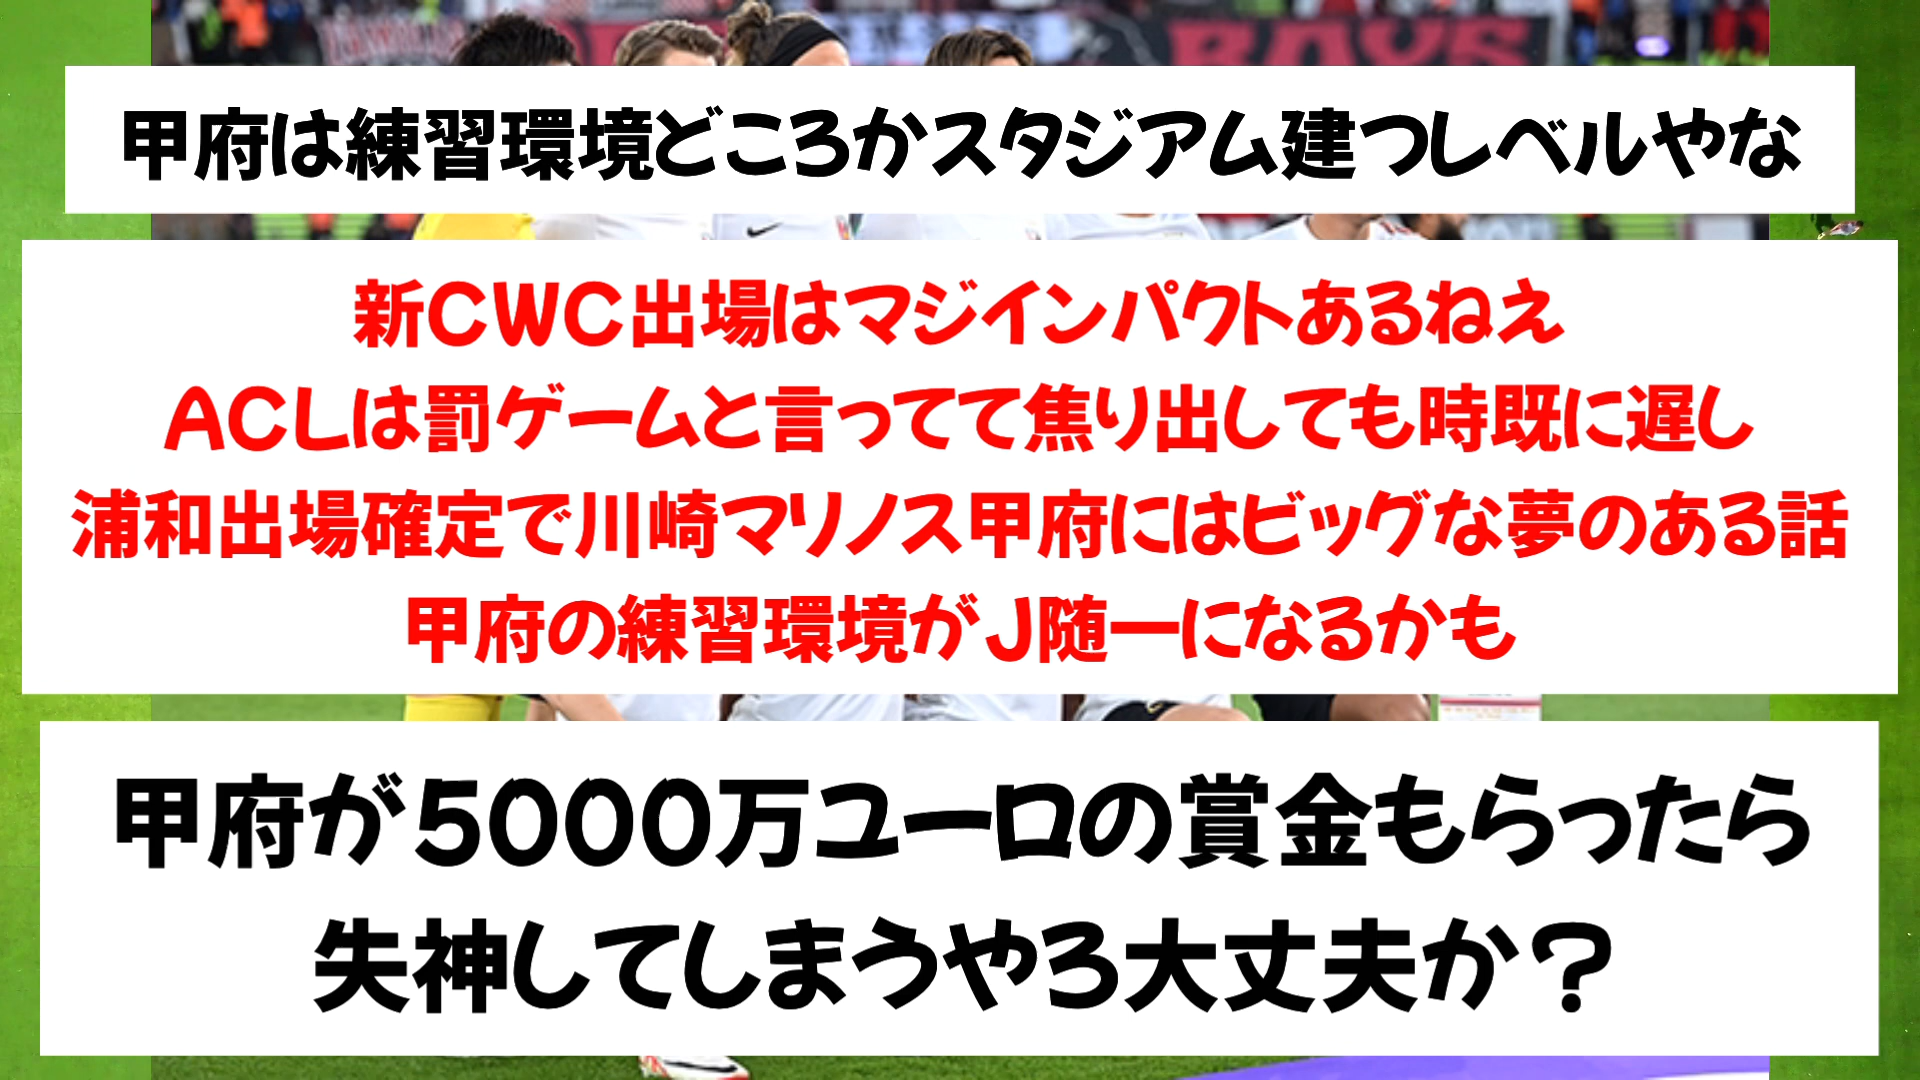 甲府は練習環境どころかスタジアム建つレベルやな
新CWC出場はマジインパクトあるねえ
ACLは罰ゲームと言ってて焦り出しても時既に遅し
浦和出場確定で川崎マリノス甲府にはビッグな夢のある話
甲府の練習環境がJ随一になるかも
甲府が5000万ユーロの賞金もらったら
失神してしまうやろ大丈夫か？